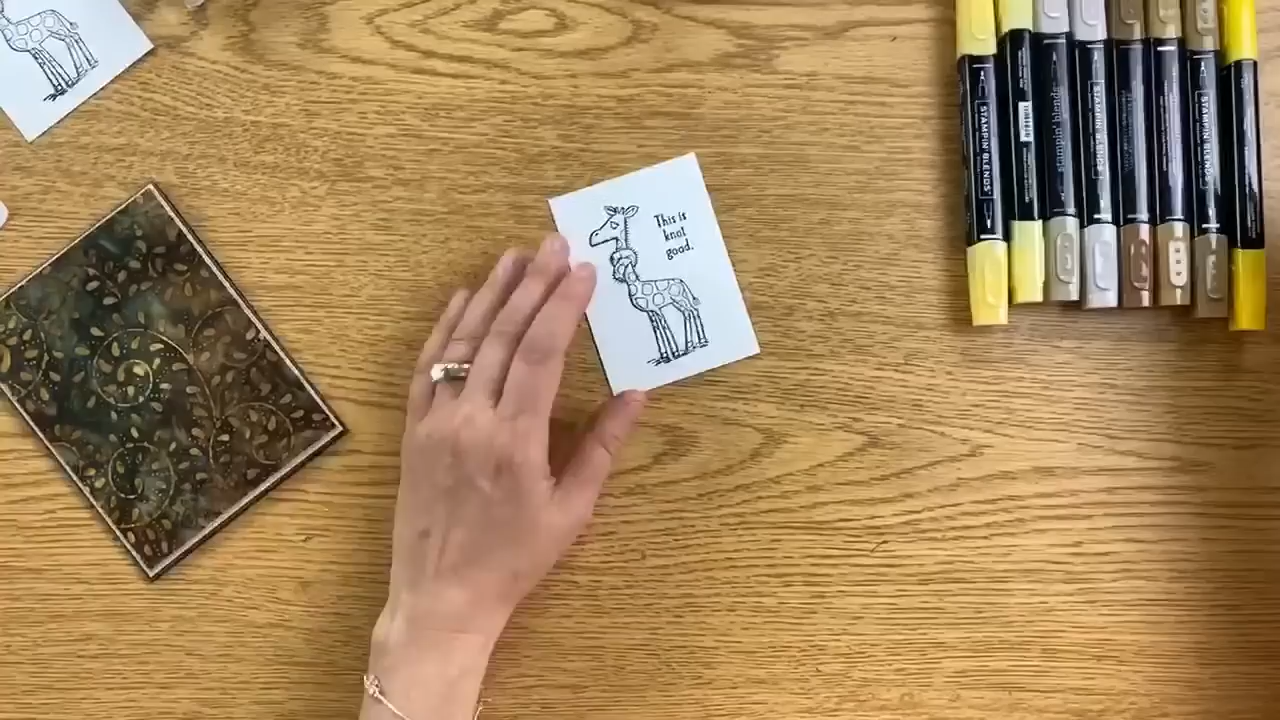 This is
knot
good.
STAMPIN' BLENDS
stampin' blends
STAMPIN' BLENDS
STAMPIN' BLENDS